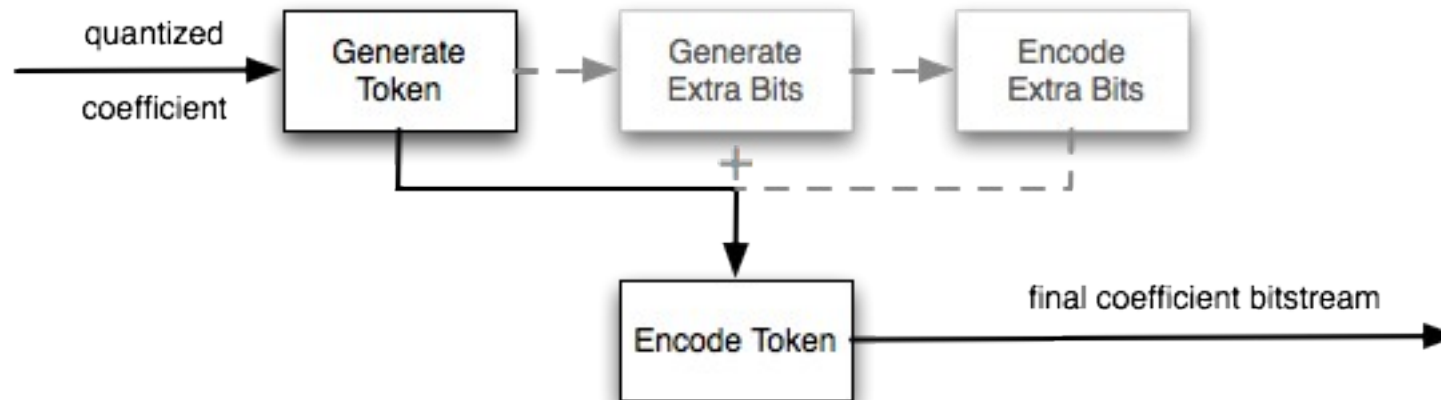 quantized
coefficient
Generate
Token
Generate
Extra Bits
Encode
Extra Bits
+
Encode Token
final coefficient bitstream